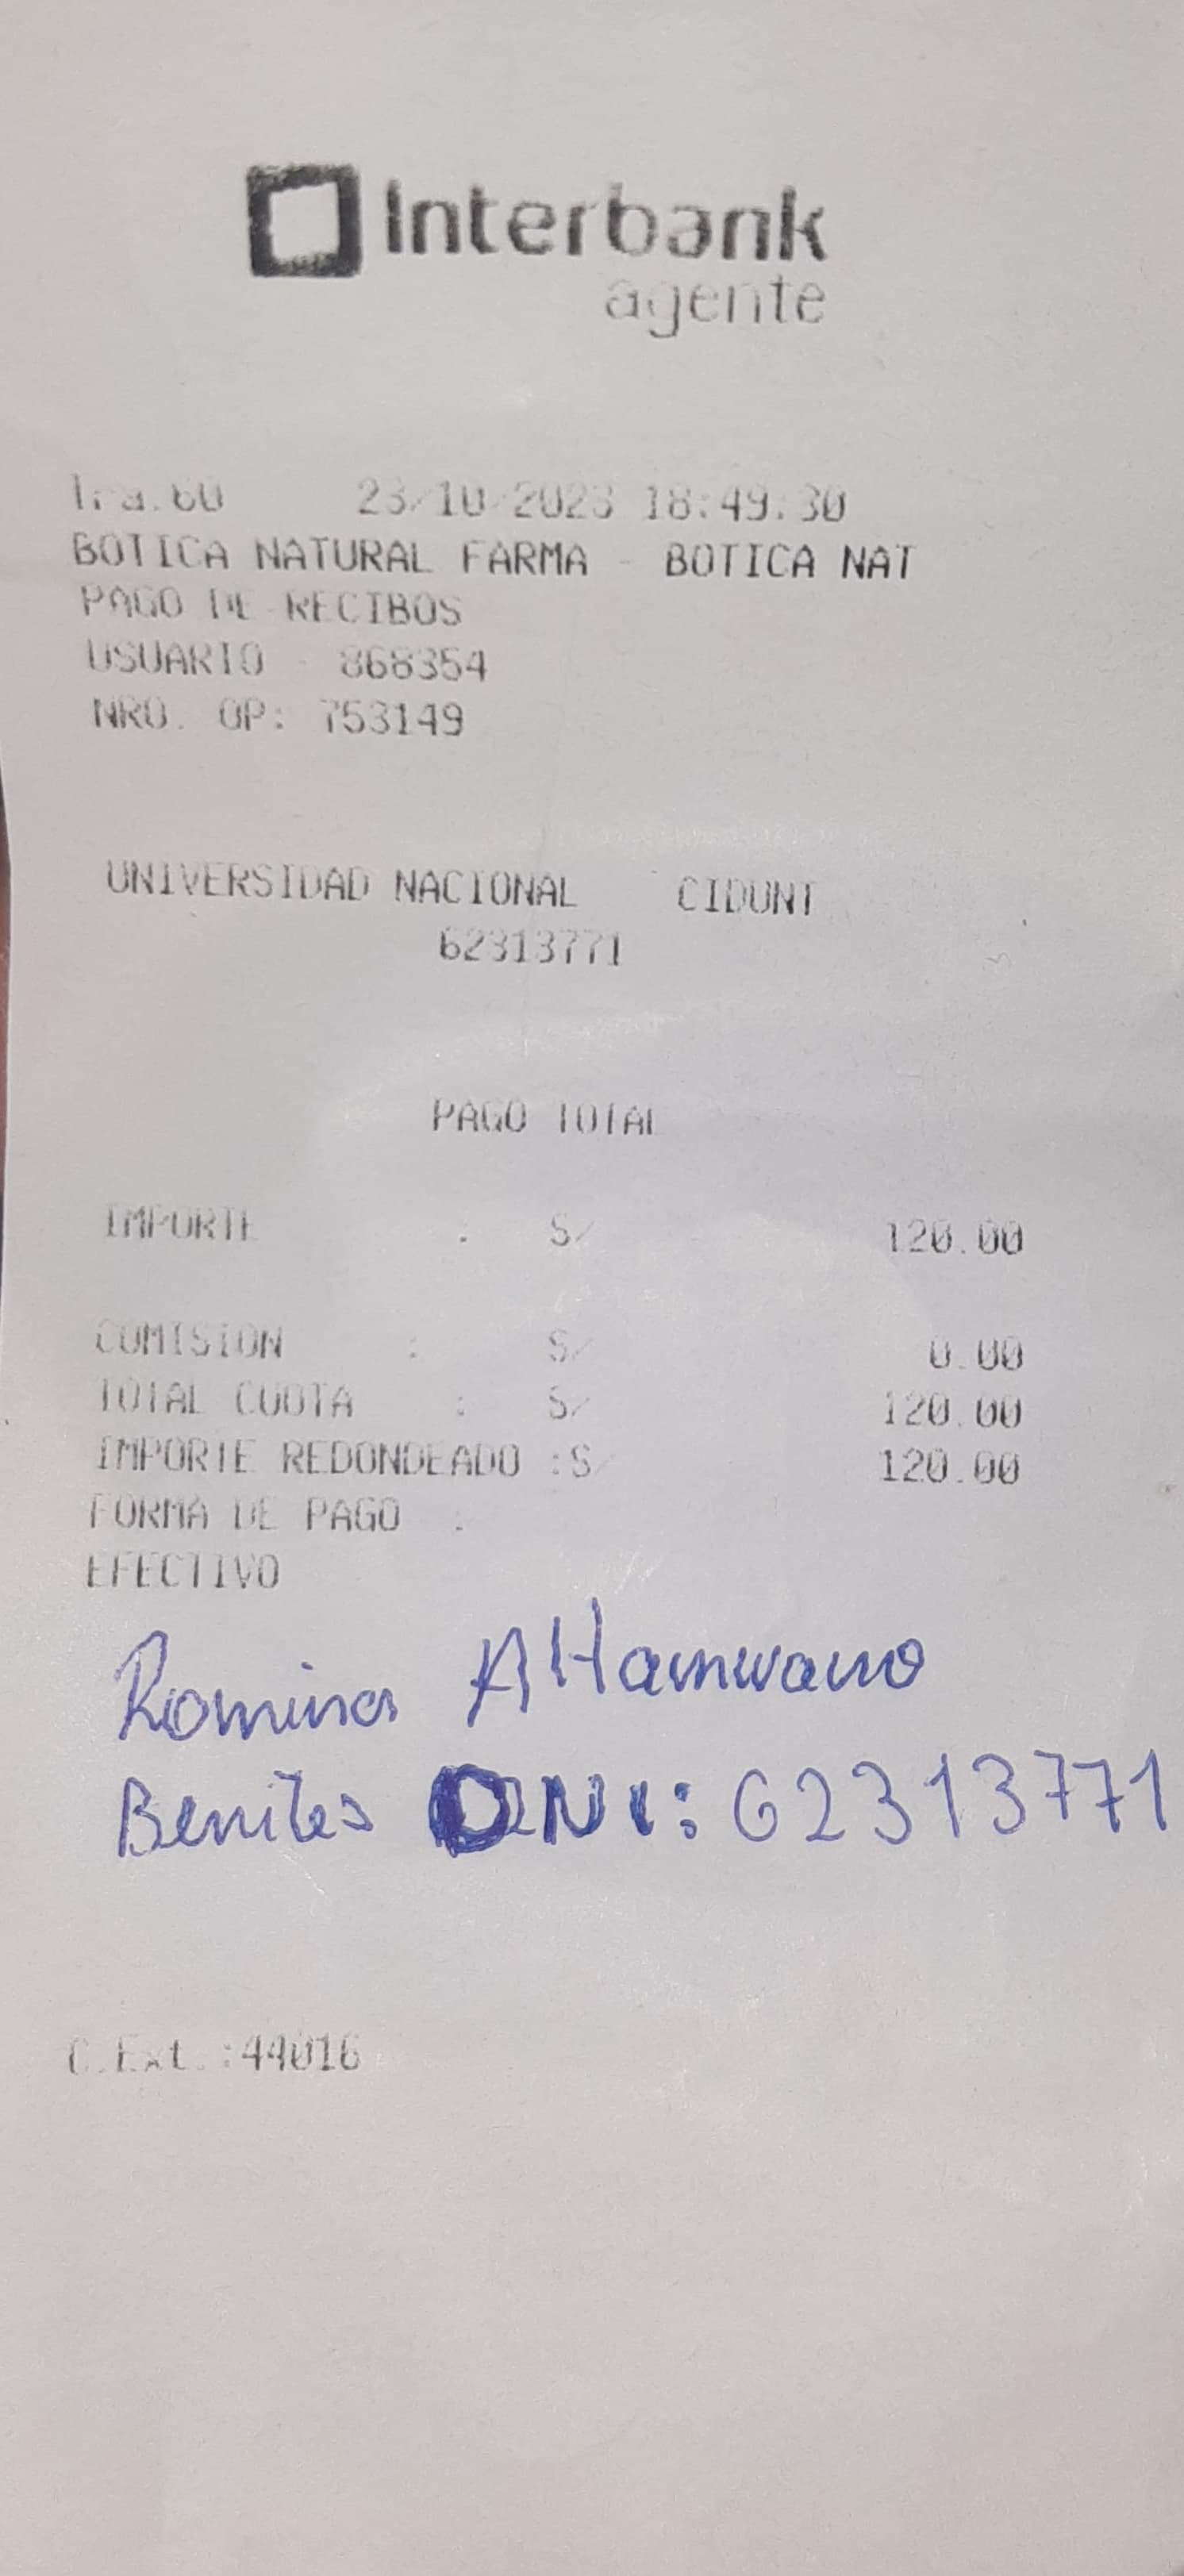 Interbank
agente
Tra.60 23/10/2023 18:49:30
BOTICA NATURAL FARMA - BOTICA NAT
PAGO DE RECIBOS
USUARIO - 868354
NRO. OP: 753149
UNIVERSIDAD NACIONAL CIDUNT
62313771
PAGO TOTAL
IMPORTE : S/ 120.00
COMISION : S/ 0.00
TOTAL CUOTA : S/ 120.00
IMPORTE REDONDEADO :S/ 120.00
FORMA DE PAGO :
EFECTIVO
Romina Altamirano
Benites DNI: 62313771
C.Ext.:44016